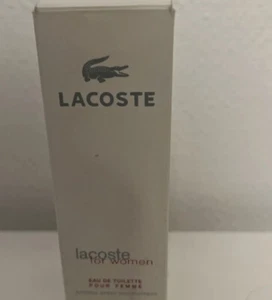 LACOSTE
lacoste
for women
EAU DE TOILETTE
POUR FEMME